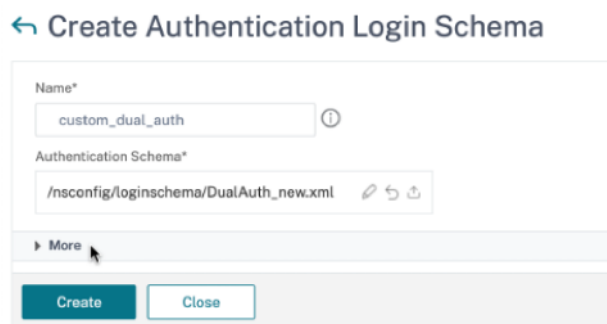 Create Authentication Login Schema
Name*
custom_dual_auth
Authentication Schema*
/nsconfig/loginschema/DualAuth_new.xml
More
Create Close